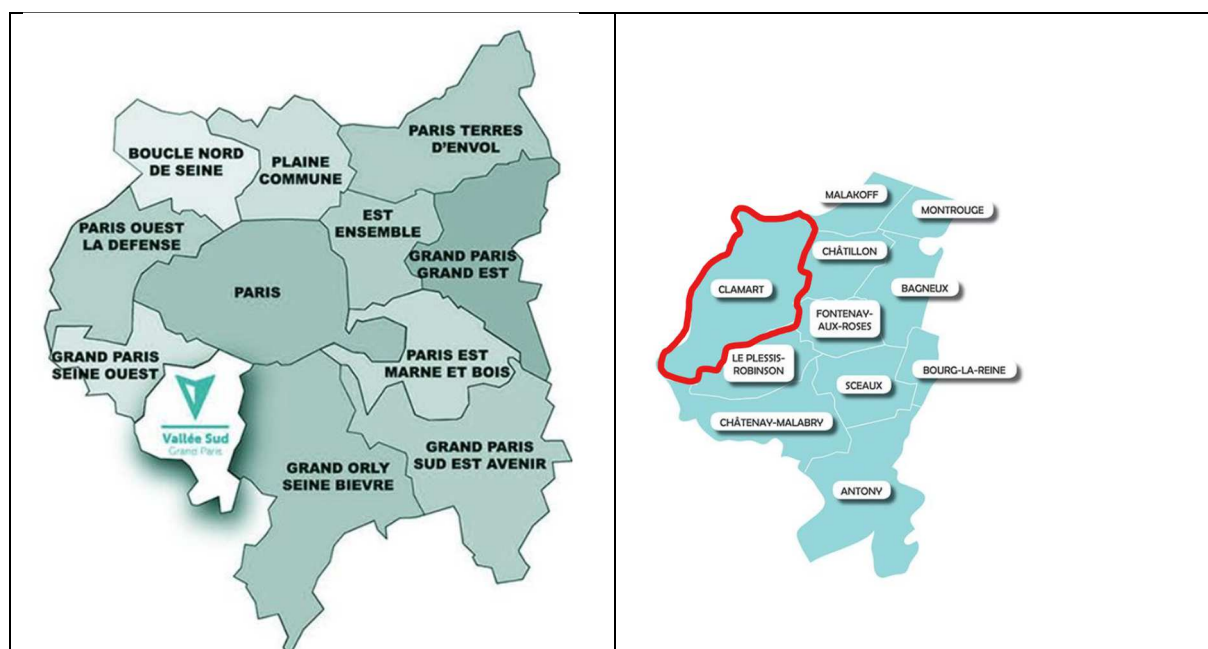 PARIS TERRES
D'ENVOL
BOUCLE NORD
DE SEINE
PLAINE
COMMUNE
EST
ENSEMBLE
PARIS OUEST
LA DEFENSE
GRAND PARIS
GRAND EST
PARIS
GRAND PARIS
SEINE OUEST
PARIS EST
MARNE ET BOIS
Vallée Sud
Grand Paris
GRAND PARIS
SUD EST AVENIR
GRAND ORLY
SEINE BIEVRE
MALAKOFF
MONTROUGE
CHÂTILLON
CLAMART
BAGNEUX
FONTENAY-
AUX-ROSES
LE PLESSIS-
ROBINSON
BOURG-LA-REINE
SCEAUX
CHÂTENAY-MALABRY
ANTONY